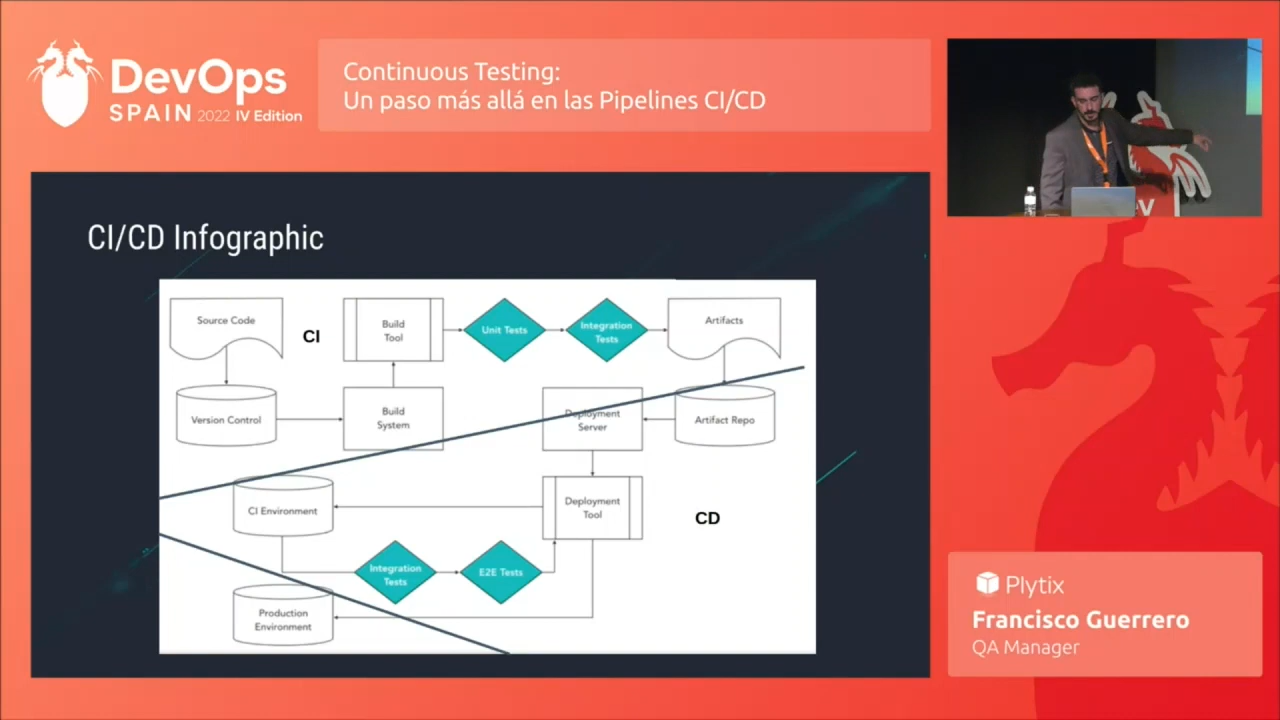 DevOps
SPAIN 2022 IV Edition
Continuous Testing:
Un paso más allá en las Pipelines CI/CD
CI/CD Infographic
Source Code
CI
Build
Tool
Unit Tests
Integration
Tests
Artifacts
Version Control
Build
System
Deployment
Server
Artifact Repo
CI Environment
Deployment
Tool
CD
Integration
Tests
E2E Tests
Production
Environment
Plytix
Francisco Guerrero
QA Manager